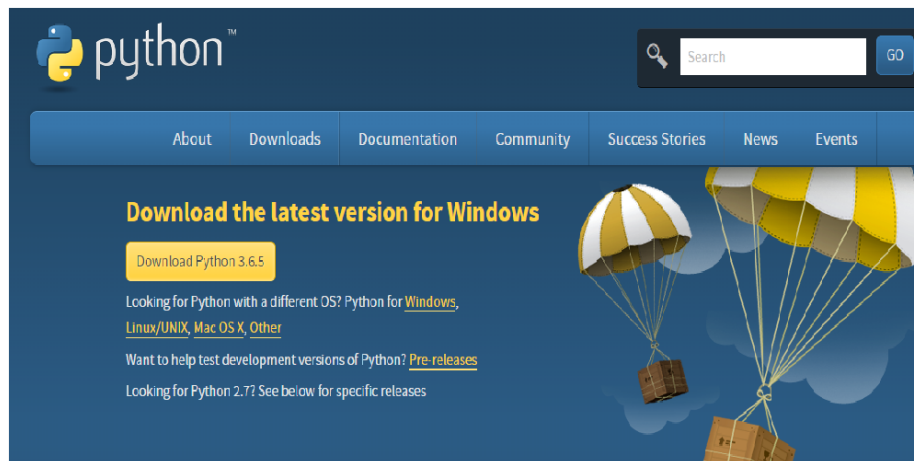 python™
Search
GO
About Downloads Documentation Community Success Stories News Events
Download the latest version for Windows
Download Python 3.6.5
Looking for Python with a different OS? Python for Windows,
Linux/UNIX, Mac OS X, Other
Want to help test development versions of Python? Pre-releases
Looking for Python 2.7? See below for specific releases